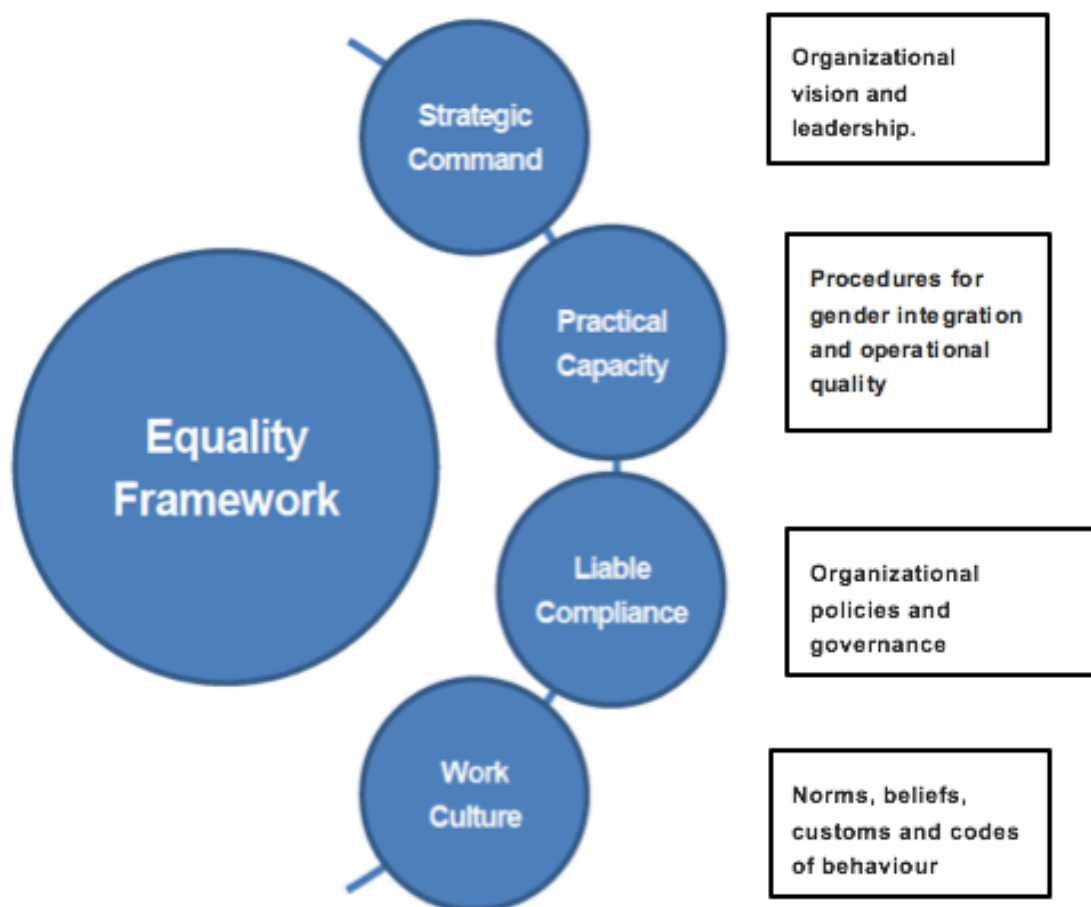 Organizational
vision and
leadership.
Strategic
Command
Procedures for
gender integration
and operational
quality
Practical
Capacity
Equality
Framework
Liable
Compliance
Organizational
policies and
governance
Work
Culture
Norms, beliefs,
customs and codes
of behaviour